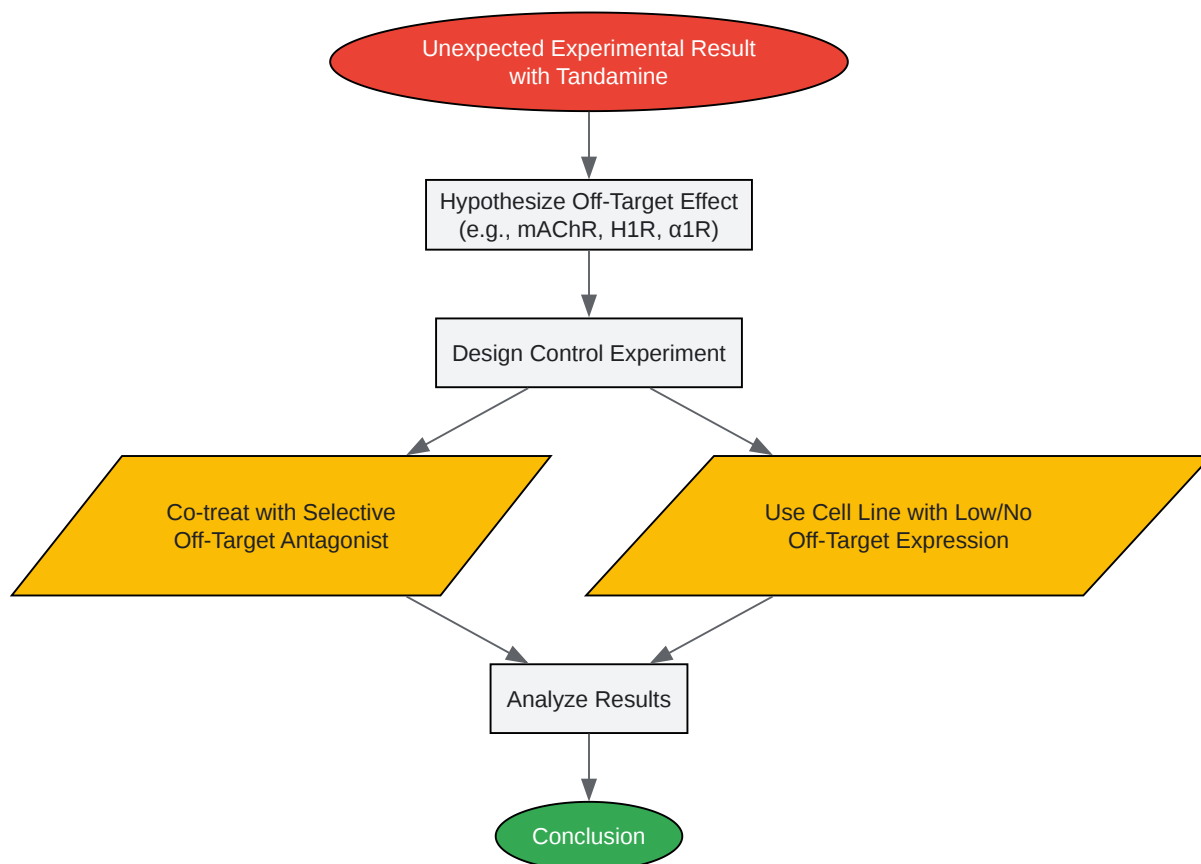 Unexpected Experimental Result
with Tandamine
Hypothesize Off-Target Effect
(e.g., mAChR, H1R, α1R)
Design Control Experiment
Co-treat with Selective
Off-Target Antagonist
Use Cell Line with Low/No
Off-Target Expression
Analyze Results
Conclusion